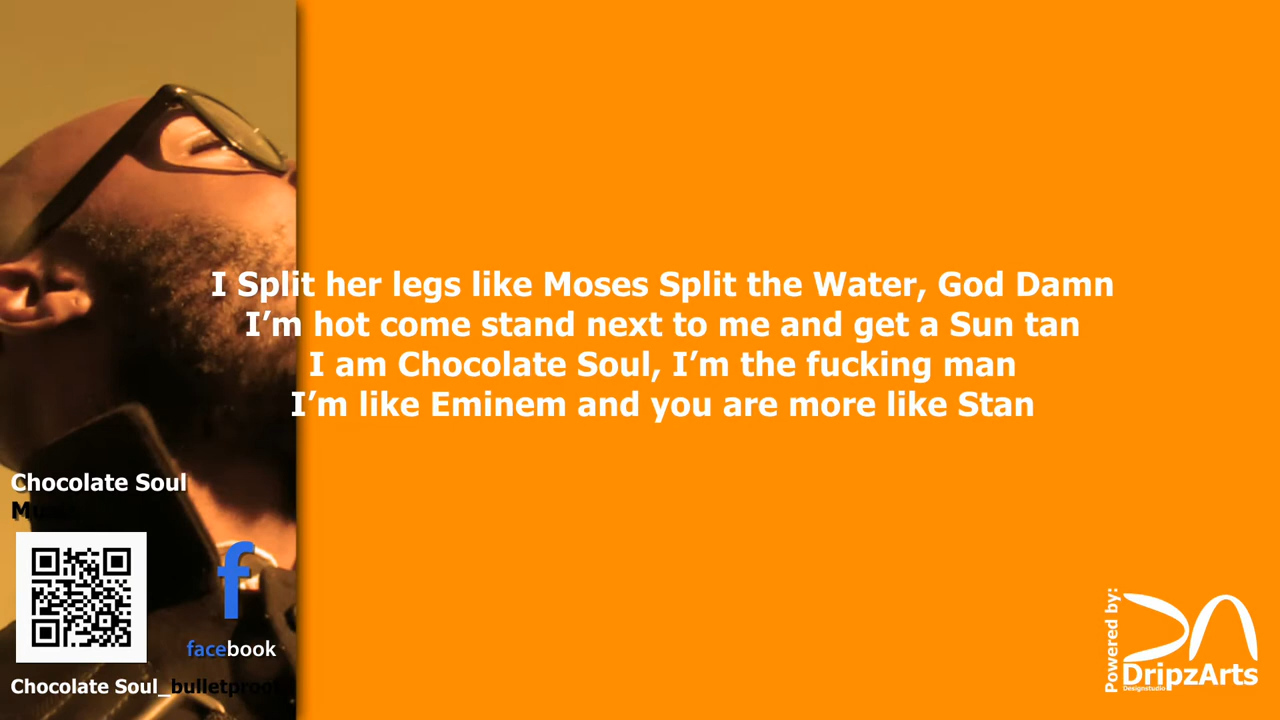 I Split her legs like Moses Split the Water, God Damn
I’m hot come stand next to me and get a Sun tan
I am Chocolate Soul, I’m the fucking man
I’m like Eminem and you are more like Stan
Chocolate Soul
facebook
Chocolate Soul_bulletproof
Powered by:
DripzArts
Designstudio